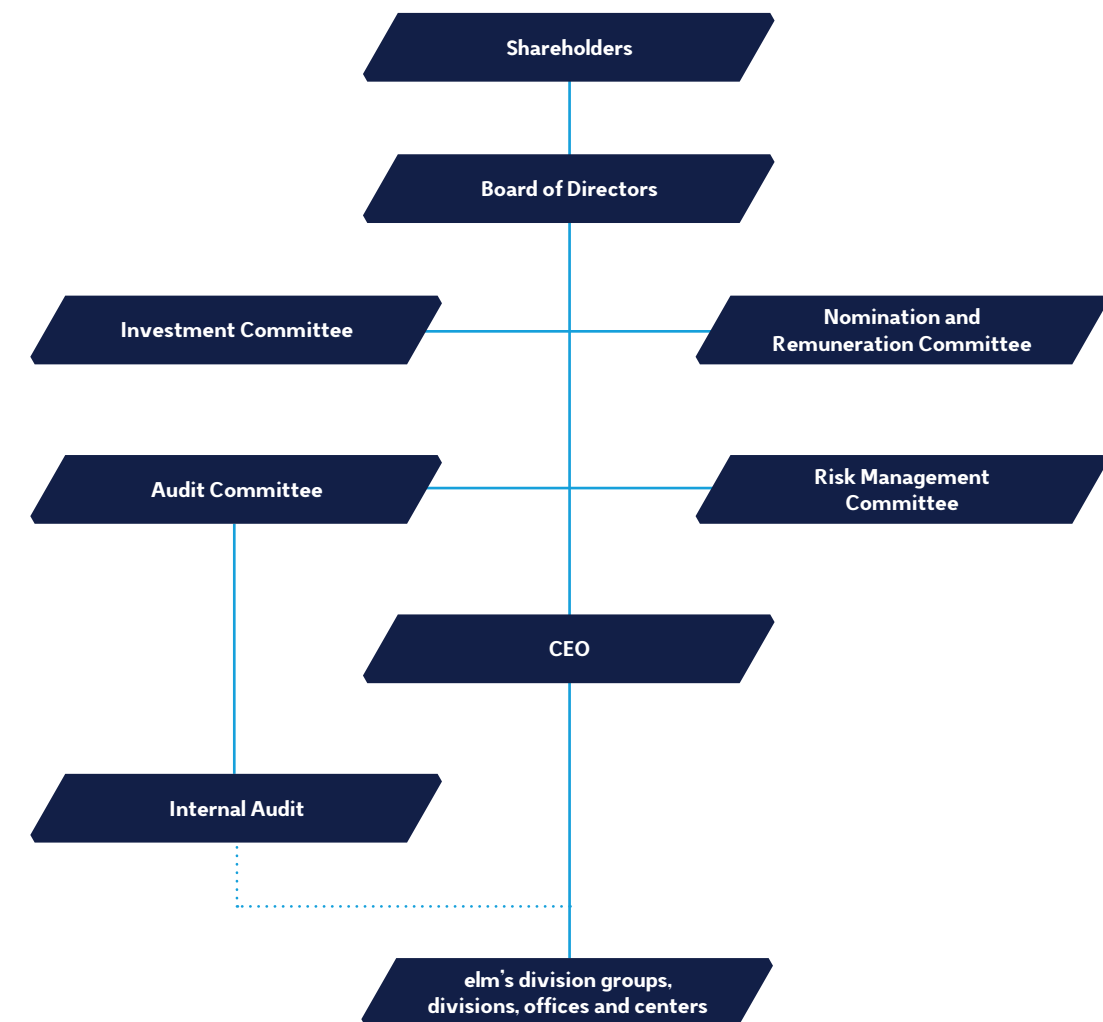 Shareholders
Board of Directors
Investment Committee
Nomination and
Remuneration Committee
Audit Committee
Risk Management
Committee
CEO
Internal Audit
elm’s division groups,
divisions, offices and centers